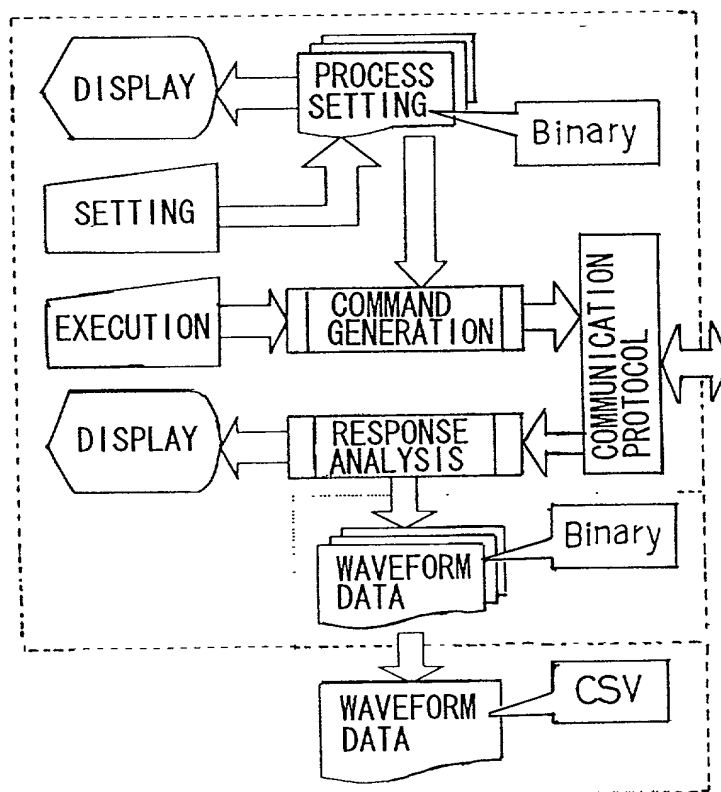 DISPLAY
PROCESS
SETTING
Binary
SETTING
EXECUTION
COMMAND
GENERATION
COMMUNICATION
PROTOCOL
DISPLAY
RESPONSE
ANALYSIS
WAVEFORM
DATA
Binary
WAVEFORM
DATA
CSV